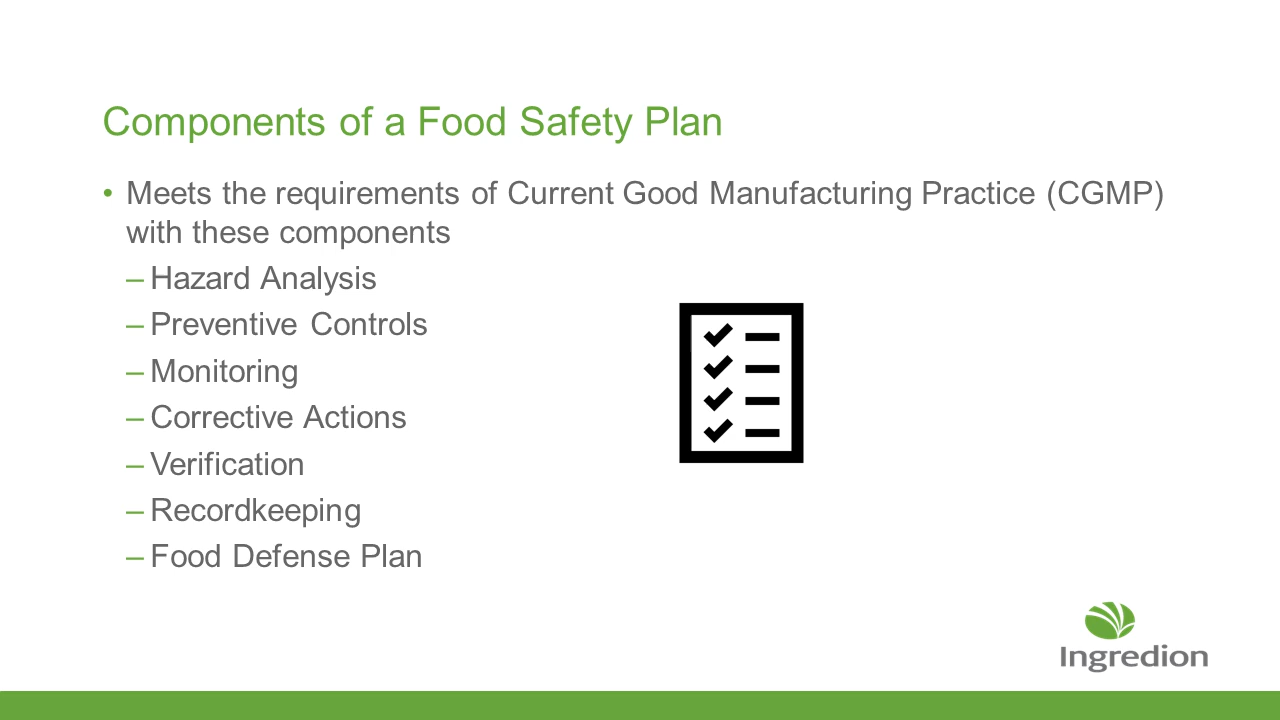 Components of a Food Safety Plan
• Meets the requirements of Current Good Manufacturing Practice (CGMP)
with these components
– Hazard Analysis
– Preventive Controls
– Monitoring
– Corrective Actions
– Verification
– Recordkeeping
– Food Defense Plan
Ingredion